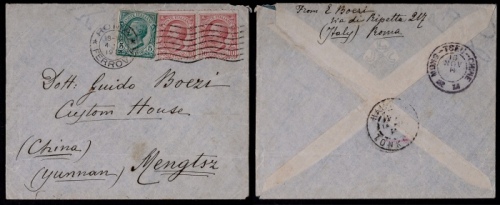 Dott. Guido Boezi
Custom House
(China)
(Yunnan) Mengtsz
From E. Boezi
via di Ripetta 217
(Italy) Roma